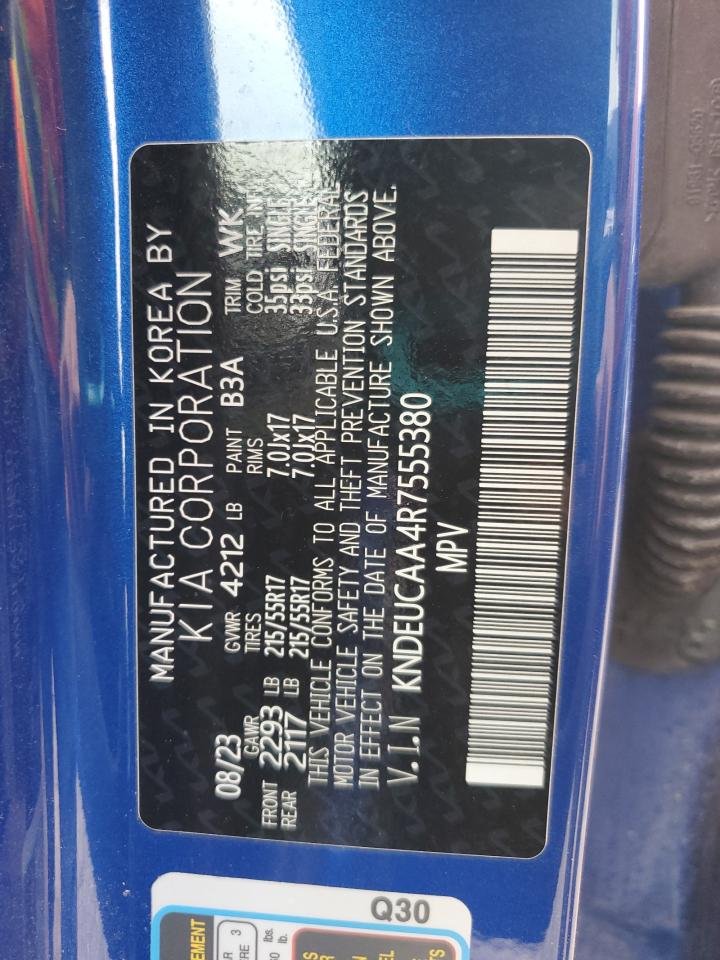 MANUFACTURED IN KOREA BY
KIA CORPORATION
08/23 GVWR 4212 LB PAINT B3A TRIM WK
GAWR TIRES RIMS COLD TIRE
FRONT 2293 LB 215/55R17 7.0Jx17 35psi SINGLE
REAR 2117 LB 215/55R17 7.0Jx17 33psi SINGLE
THIS VEHICLE CONFORMS TO ALL APPLICABLE U.S.A. FEDERAL
MOTOR VEHICLE SAFETY AND THEFT PREVENTION STANDARDS
IN EFFECT ON THE DATE OF MANUFACTURE SHOWN ABOVE.
V.I.N KNDEUCAA4R7555380
MPV
Q30